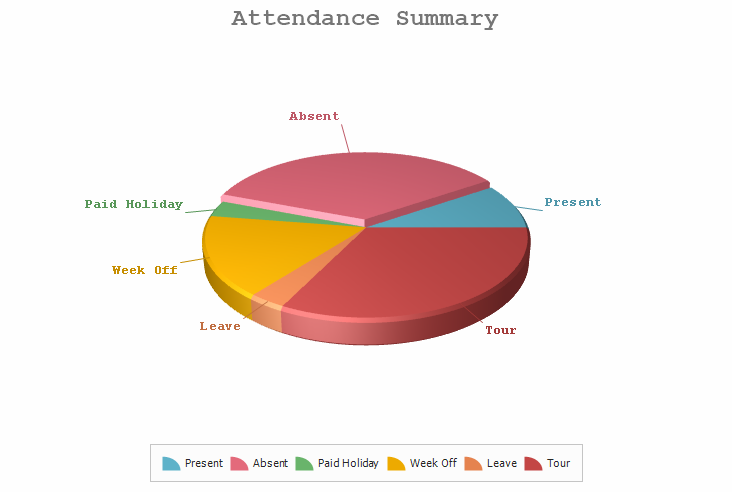 Attendance Summary
Absent
Paid Holiday
Present
Week Off
Leave
Tour
Present Absent Paid Holiday Week Off Leave Tour